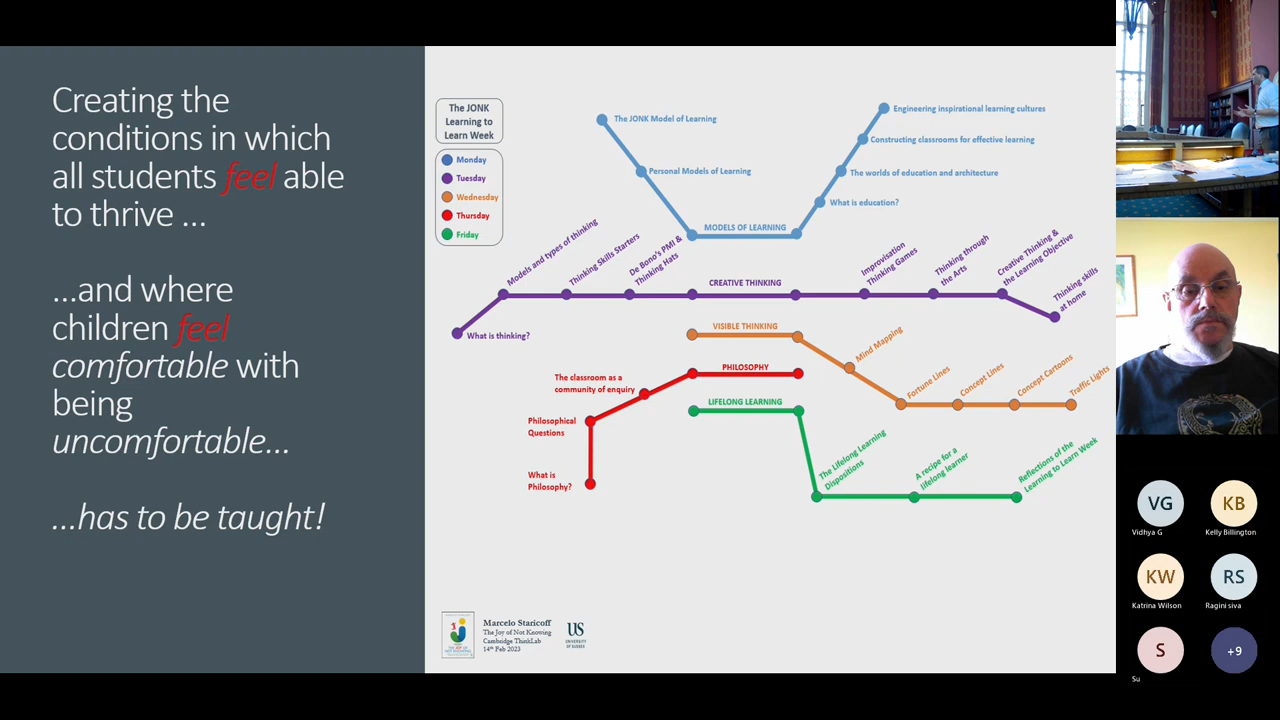 Creating the
conditions in which
all students feel able
to thrive ...
...and where
children feel
comfortable with
being
uncomfortable...
...has to be taught!
The JONK
Learning to
Learn Week
Monday
Tuesday
Wednesday
Thursday
Friday
The JONK Model of Learning
Personal Models of Learning
MODELS OF LEARNING
Engineering inspirational learning cultures
Constructing classrooms for effective learning
The worlds of education and architecture
What is education?
What is thinking?
Models and types of thinking
Thinking Skills Starters
De Bono's PMI &
Thinking Hats
CREATIVE THINKING
Improvisation
Thinking Games
Thinking through
the Arts
Creative Thinking &
the Learning Objective
Thinking skills
at home
VISIBLE THINKING
Mind Mapping
Fortune Lines
Concept Lines
Concept Cartoons
Traffic Lights
PHILOSOPHY
The classroom as a
community of enquiry
Philosophical
Questions
What is
Philosophy?
LIFELONG LEARNING
The Lifelong Learning
Dispositions
A recipe for a
lifelong learner
Reflections of the
Learning to Learn Week
Marcelo Staricoff
The Joy of Not Knowing
Cambridge ThinkLab
14th Feb 2023
US
UNIVERSITY
OF SUSSEX
VG
Vidhya G
KB
Kelly Billington
KW
Katrina Wilson
RS
Ragini siva
S
Su
+9